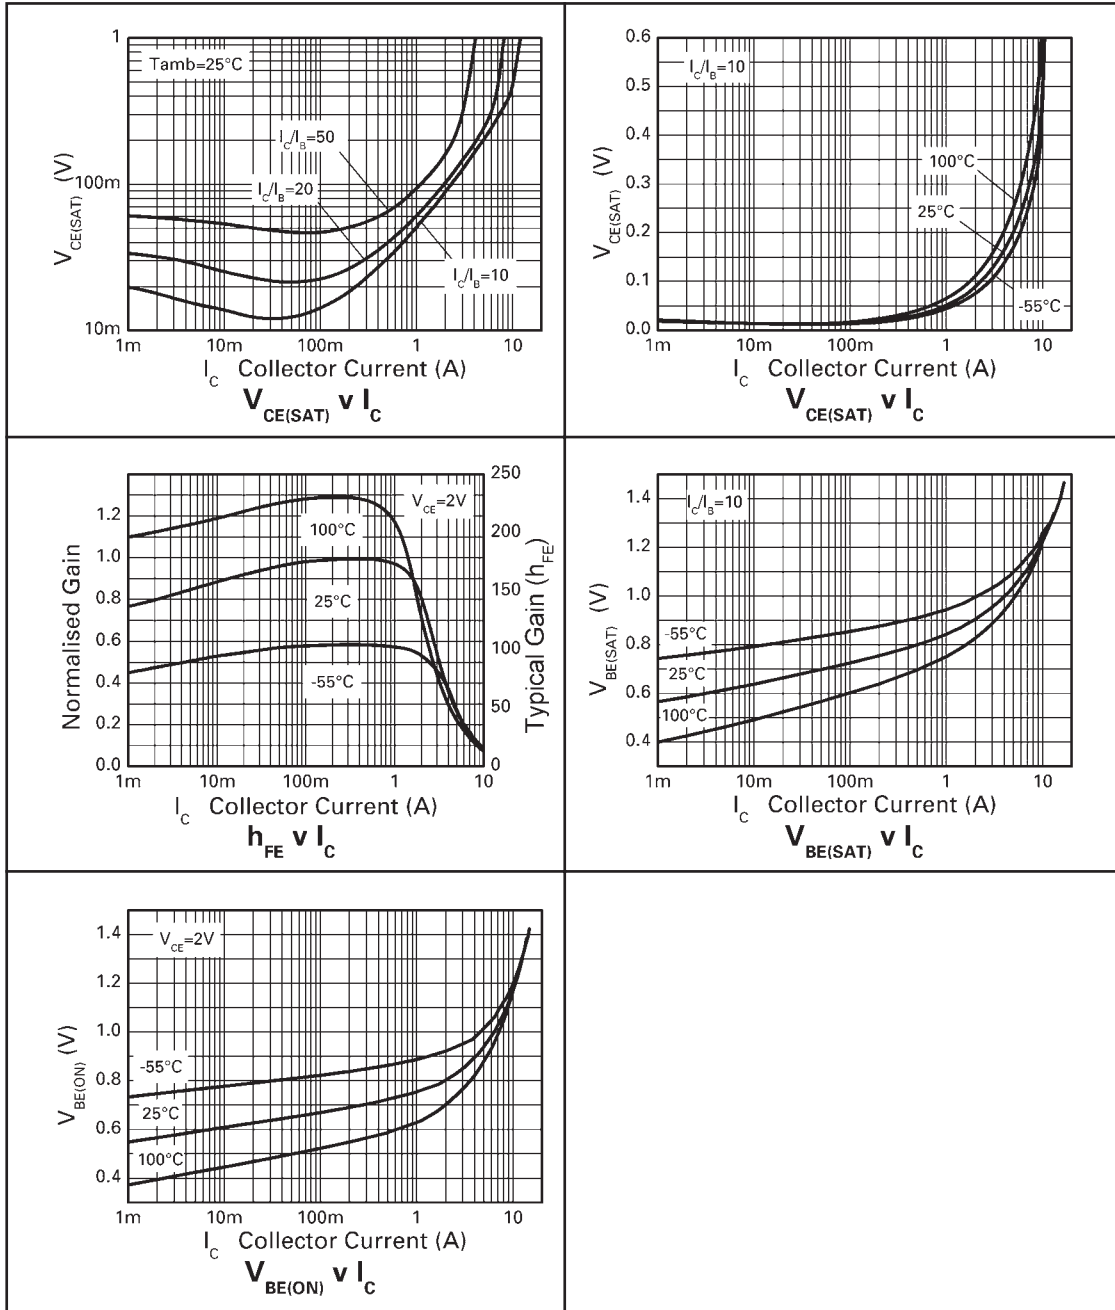 1
100m
10m
V_CE(SAT) (V)
Tamb=25°C
I_C/I_B=50
I_C/I_B=20
I_C/I_B=10
1m 10m 100m 1 10
I_C Collector Current (A)
V_CE(SAT) v I_C
0.6
0.5
0.4
0.3
0.2
0.1
0.0
V_CE(SAT) (V)
I_C/I_B=10
100°C
25°C
-55°C
1m 10m 100m 1 10
I_C Collector Current (A)
V_CE(SAT) v I_C
1.2
1.0
0.8
0.6
0.4
0.2
0.0
Normalised Gain
V_CE=2V
100°C
25°C
-55°C
250
200
150
100
50
0
Typical Gain (h_FE)
1m 10m 100m 1 10
I_C Collector Current (A)
h_FE v I_C
1.4
1.2
1.0
0.8
0.6
0.4
V_BE(SAT) (V)
I_C/I_B=10
-55°C
25°C
100°C
1m 10m 100m 1 10
I_C Collector Current (A)
V_BE(SAT) v I_C
1.4
1.2
1.0
0.8
0.6
0.4
V_BE(ON) (V)
V_CE=2V
-55°C
25°C
100°C
1m 10m 100m 1 10
I_C Collector Current (A)
V_BE(ON) v I_C